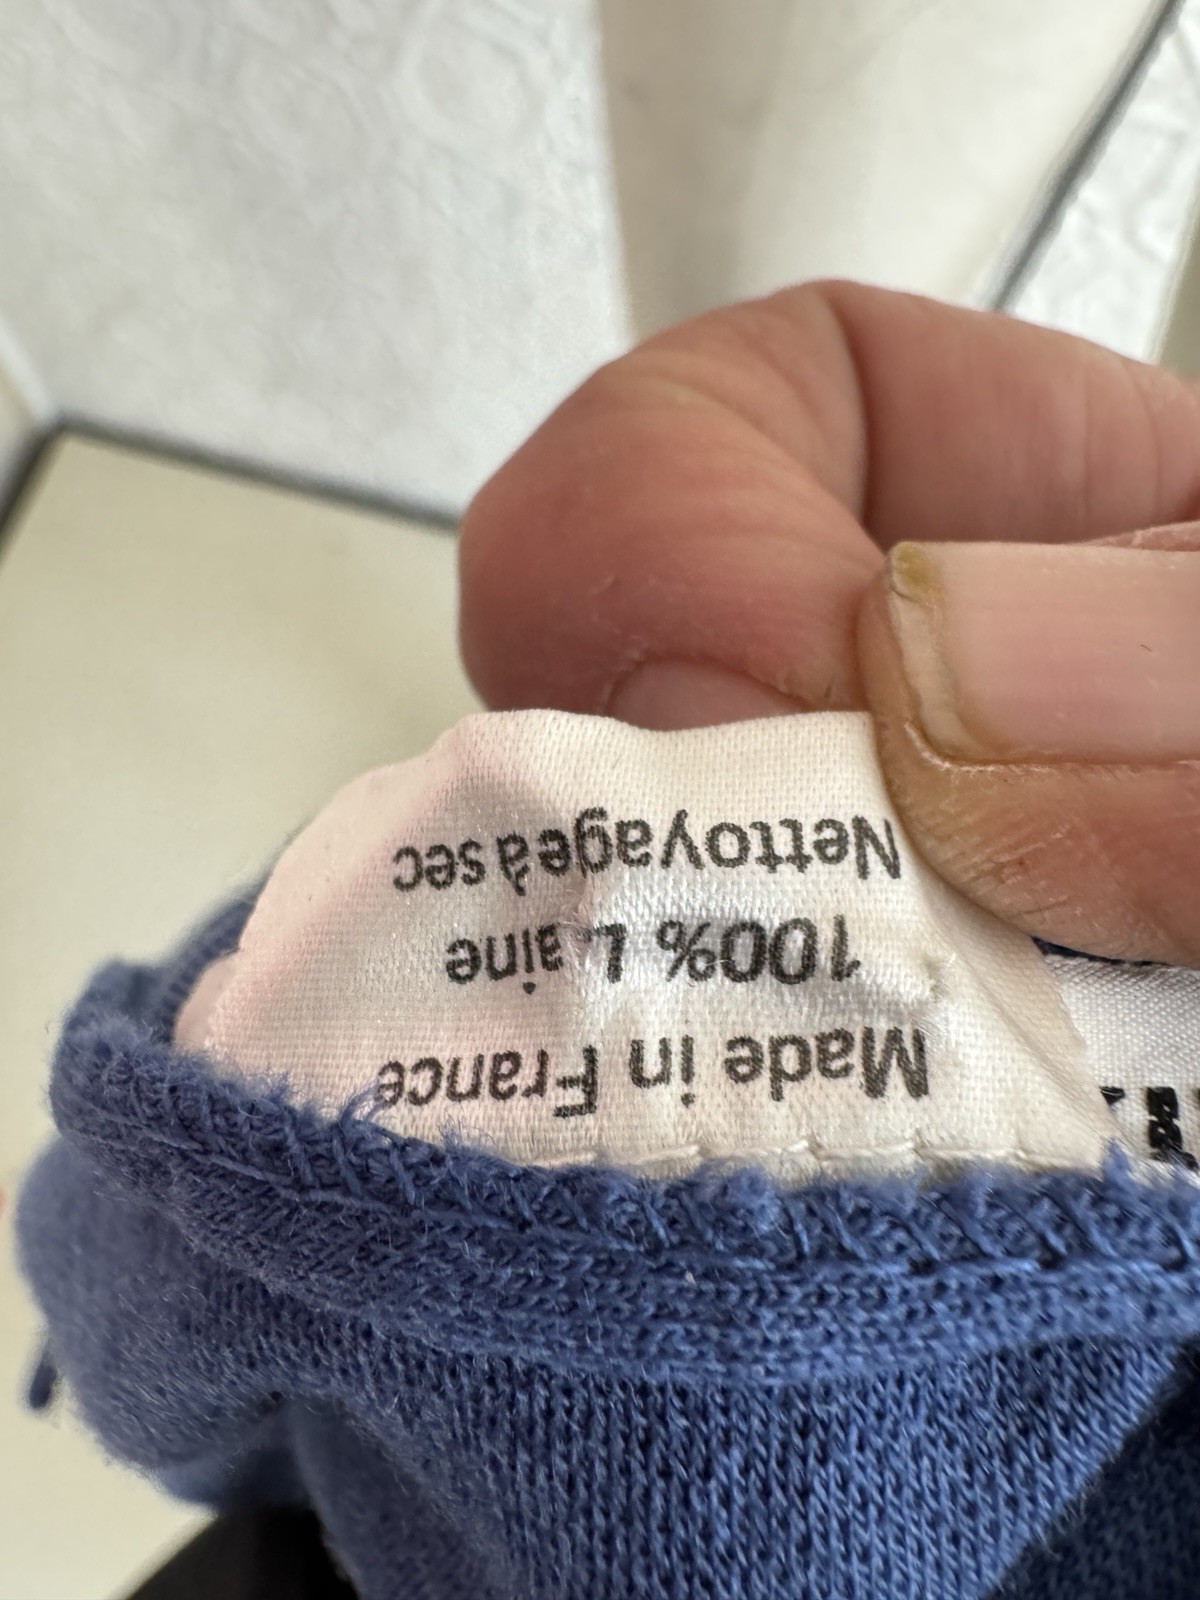 Made in France
100% Laine
Nettoyage à sec